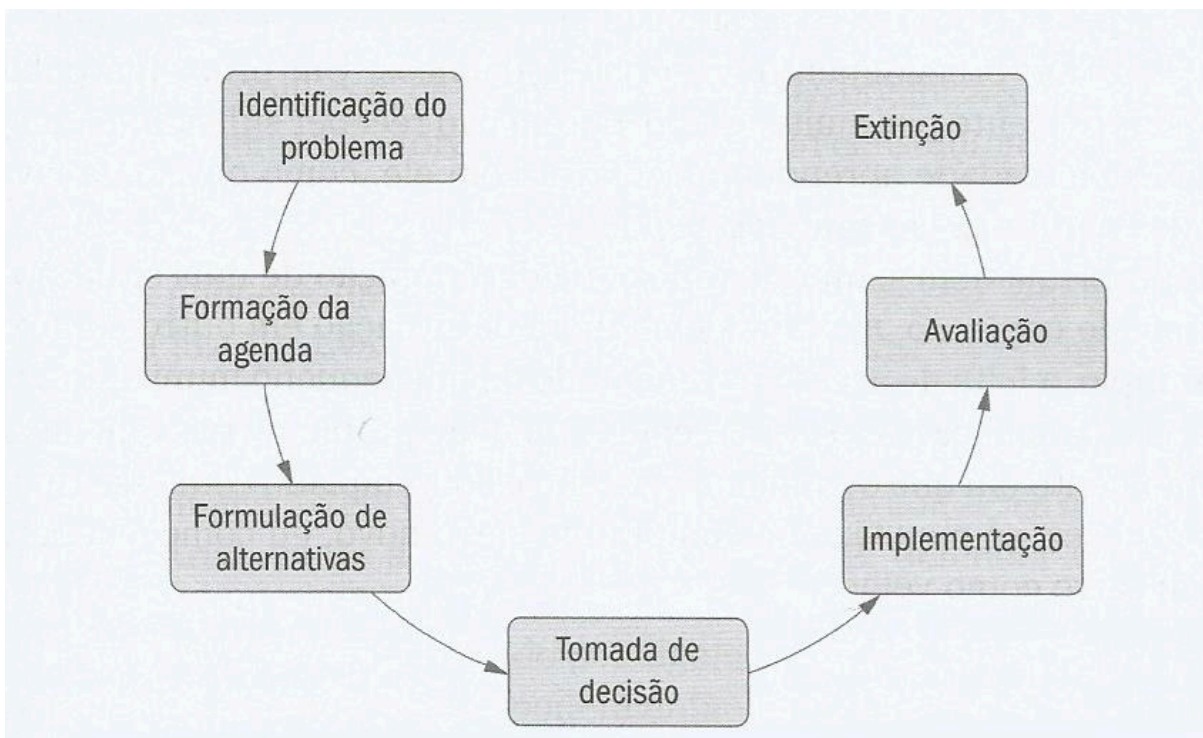 Identificação do
problema
Formação da
agenda
Formulação de
alternativas
Tomada de
decisão
Implementação
Avaliação
Extinção